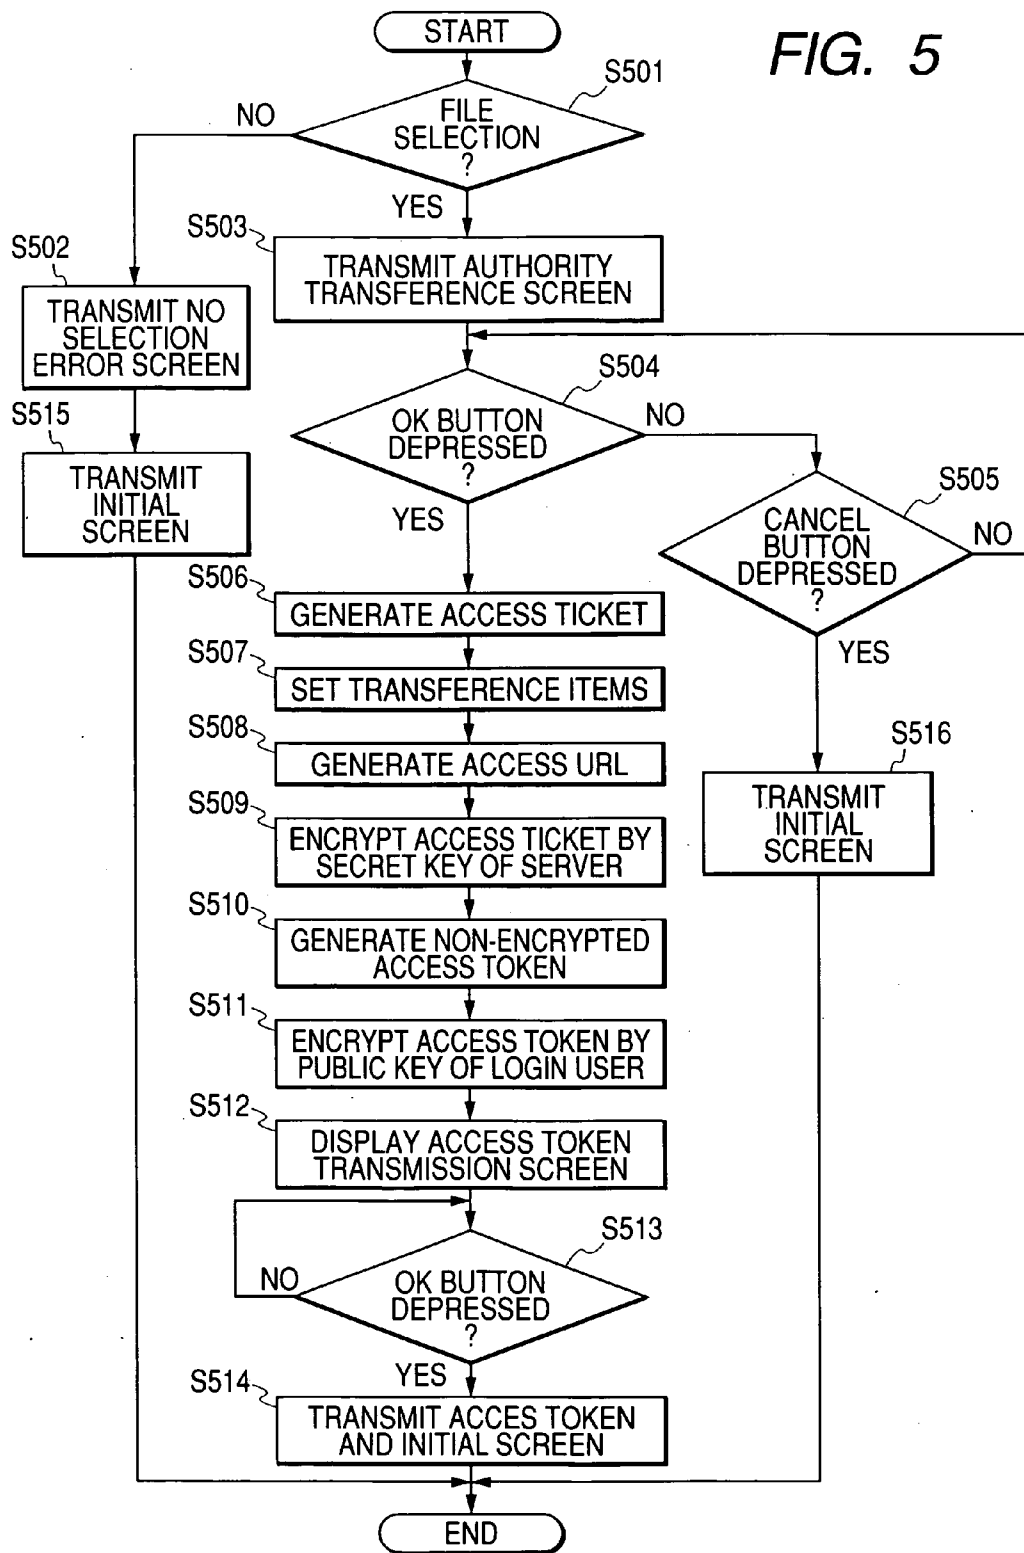 START
FIG. 5
S501
FILE
SELECTION
?
NO
YES
S503
TRANSMIT AUTHORITY
TRANSFERENCE SCREEN
S502
TRANSMIT NO
SELECTION
ERROR SCREEN
S515
TRANSMIT
INITIAL
SCREEN
S504
OK BUTTON
DEPRESSED
?
NO
YES
S505
CANCEL
BUTTON
DEPRESSED
?
NO
YES
S506
GENERATE ACCESS TICKET
S507
SET TRANSFERENCE ITEMS
S508
GENERATE ACCESS URL
S516
TRANSMIT
INITIAL
SCREEN
S509
ENCRYPT ACCESS TICKET BY
SECRET KEY OF SERVER
S510
GENERATE NON-ENCRYPTED
ACCESS TOKEN
S511
ENCRYPT ACCESS TOKEN BY
PUBLIC KEY OF LOGIN USER
S512
DISPLAY ACCESS TOKEN
TRANSMISSION SCREEN
S513
OK BUTTON
DEPRESSED
?
NO
YES
S514
TRANSMIT ACCES TOKEN
AND INITIAL SCREEN
END